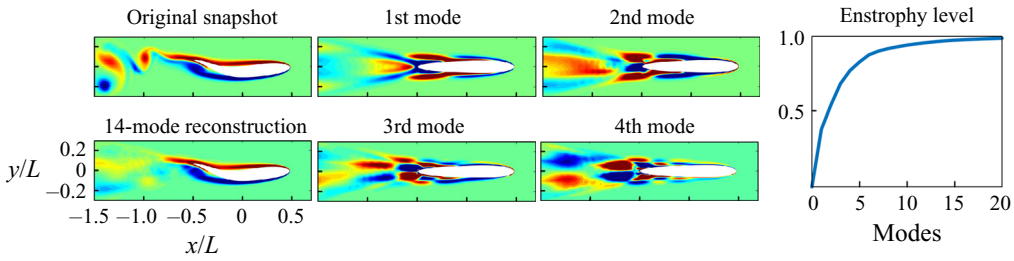 Original snapshot
1st mode
2nd mode
Enstrophy level
1.0
0.5
14-mode reconstruction
3rd mode
4th mode
0.2
0
−0.2
y/L
−1.5 −1.0 −0.5 0 0.5
x/L
0 5 10 15 20
Modes